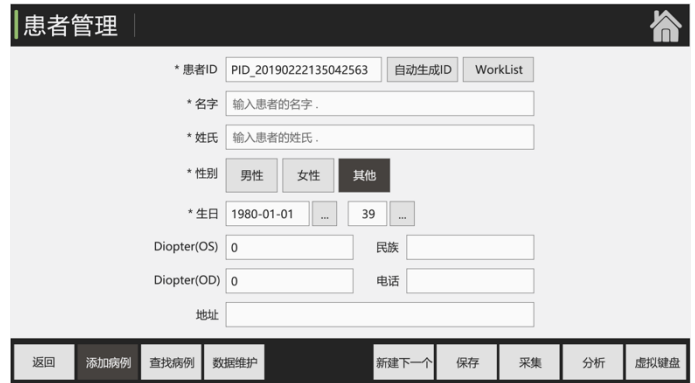 患者管理
* 患者ID PID_20190222135042563 自动生成ID WorkList
* 名字 输入患者的名字 .
* 姓氏 输入患者的姓氏 .
* 性别 男性 女性 其他
* 生日 1980-01-01 ... 39 ...
Diopter(OS) 0 民族
Diopter(OD) 0 电话
地址
返回 添加病例 查找病例 数据维护 新建下一个 保存 采集 分析 虚拟键盘